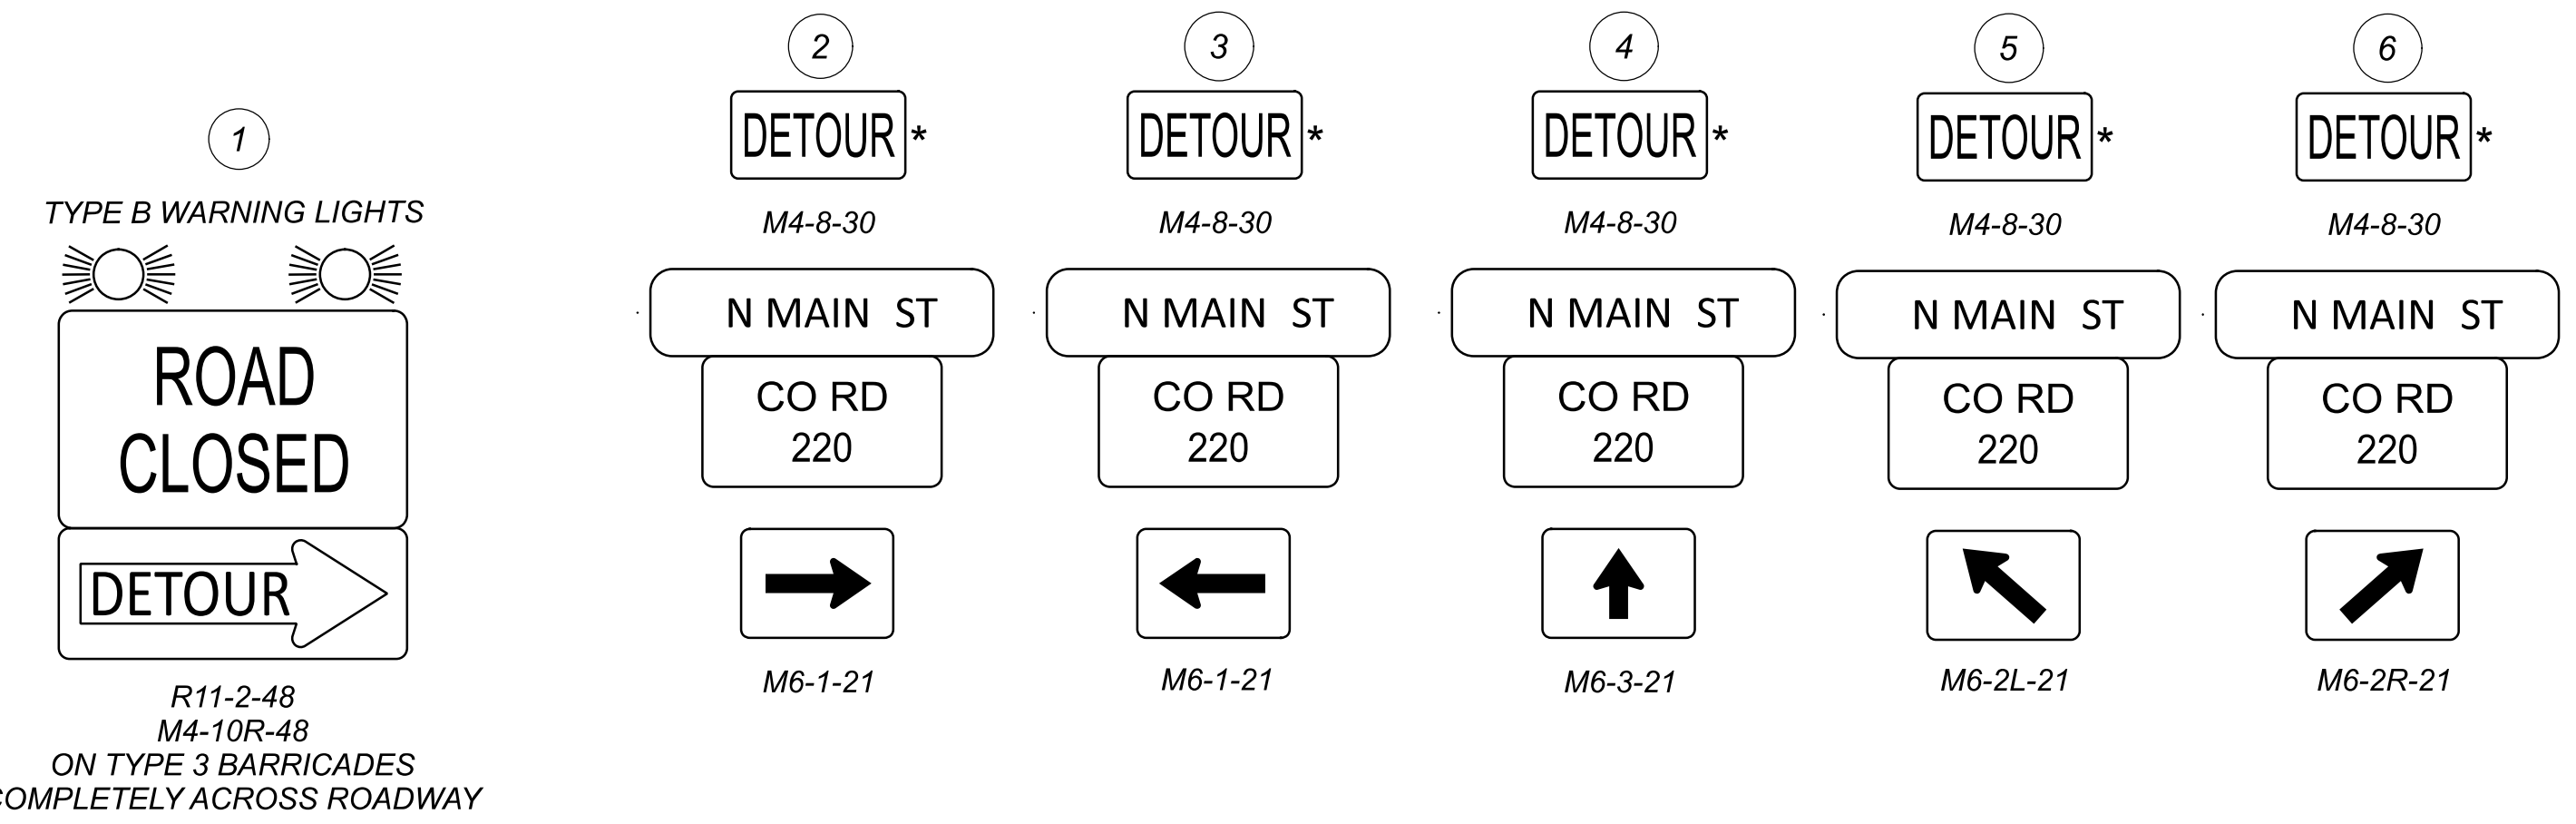 1
TYPE B WARNING LIGHTS
ROAD
CLOSED
DETOUR
R11-2-48
M4-10R-48
ON TYPE 3 BARRICADES
COMPLETELY ACROSS ROADWAY
2
DETOUR *
M4-8-30
N MAIN ST
CO RD
220
M6-1-21
3
DETOUR *
M4-8-30
N MAIN ST
CO RD
220
M6-1-21
4
DETOUR *
M4-8-30
N MAIN ST
CO RD
220
M6-3-21
5
DETOUR *
M4-8-30
N MAIN ST
CO RD
220
M6-2L-21
6
DETOUR *
M4-8-30
N MAIN ST
CO RD
220
M6-2R-21